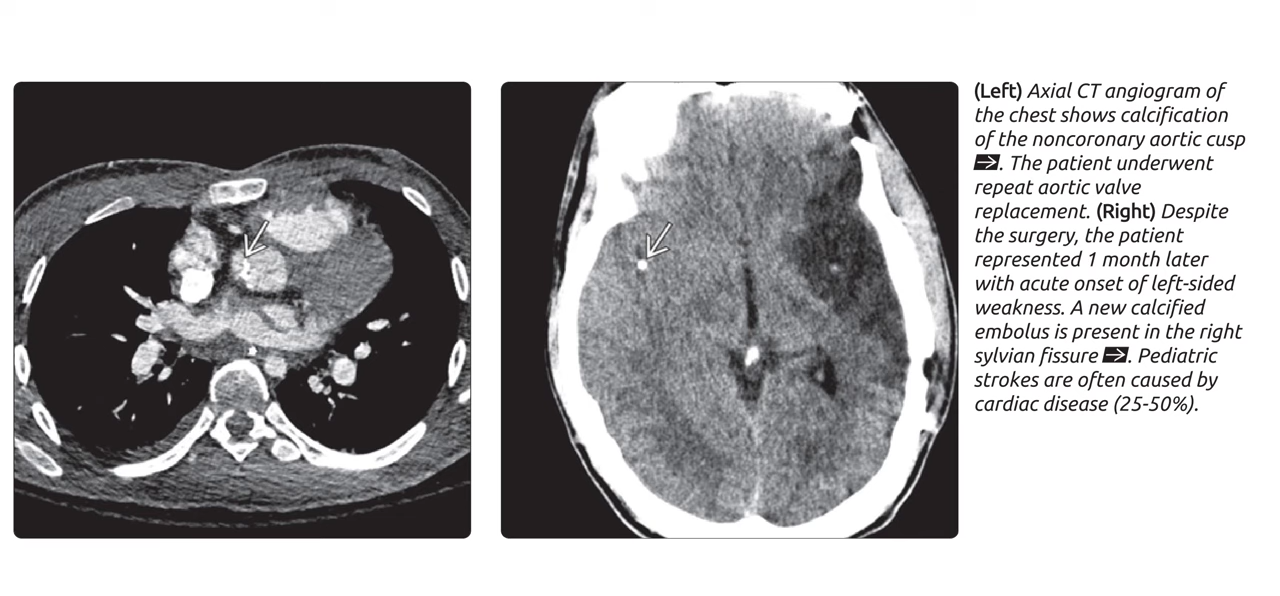 (Left) Axial CT angiogram of
the chest shows calcification
of the noncoronary aortic cusp
➡. The patient underwent
repeat aortic valve
replacement. (Right) Despite
the surgery, the patient
represented 1 month later
with acute onset of left-sided
weakness. A new calcified
embolus is present in the right
sylvian fissure ➡. Pediatric
strokes are often caused by
cardiac disease (25-50%).